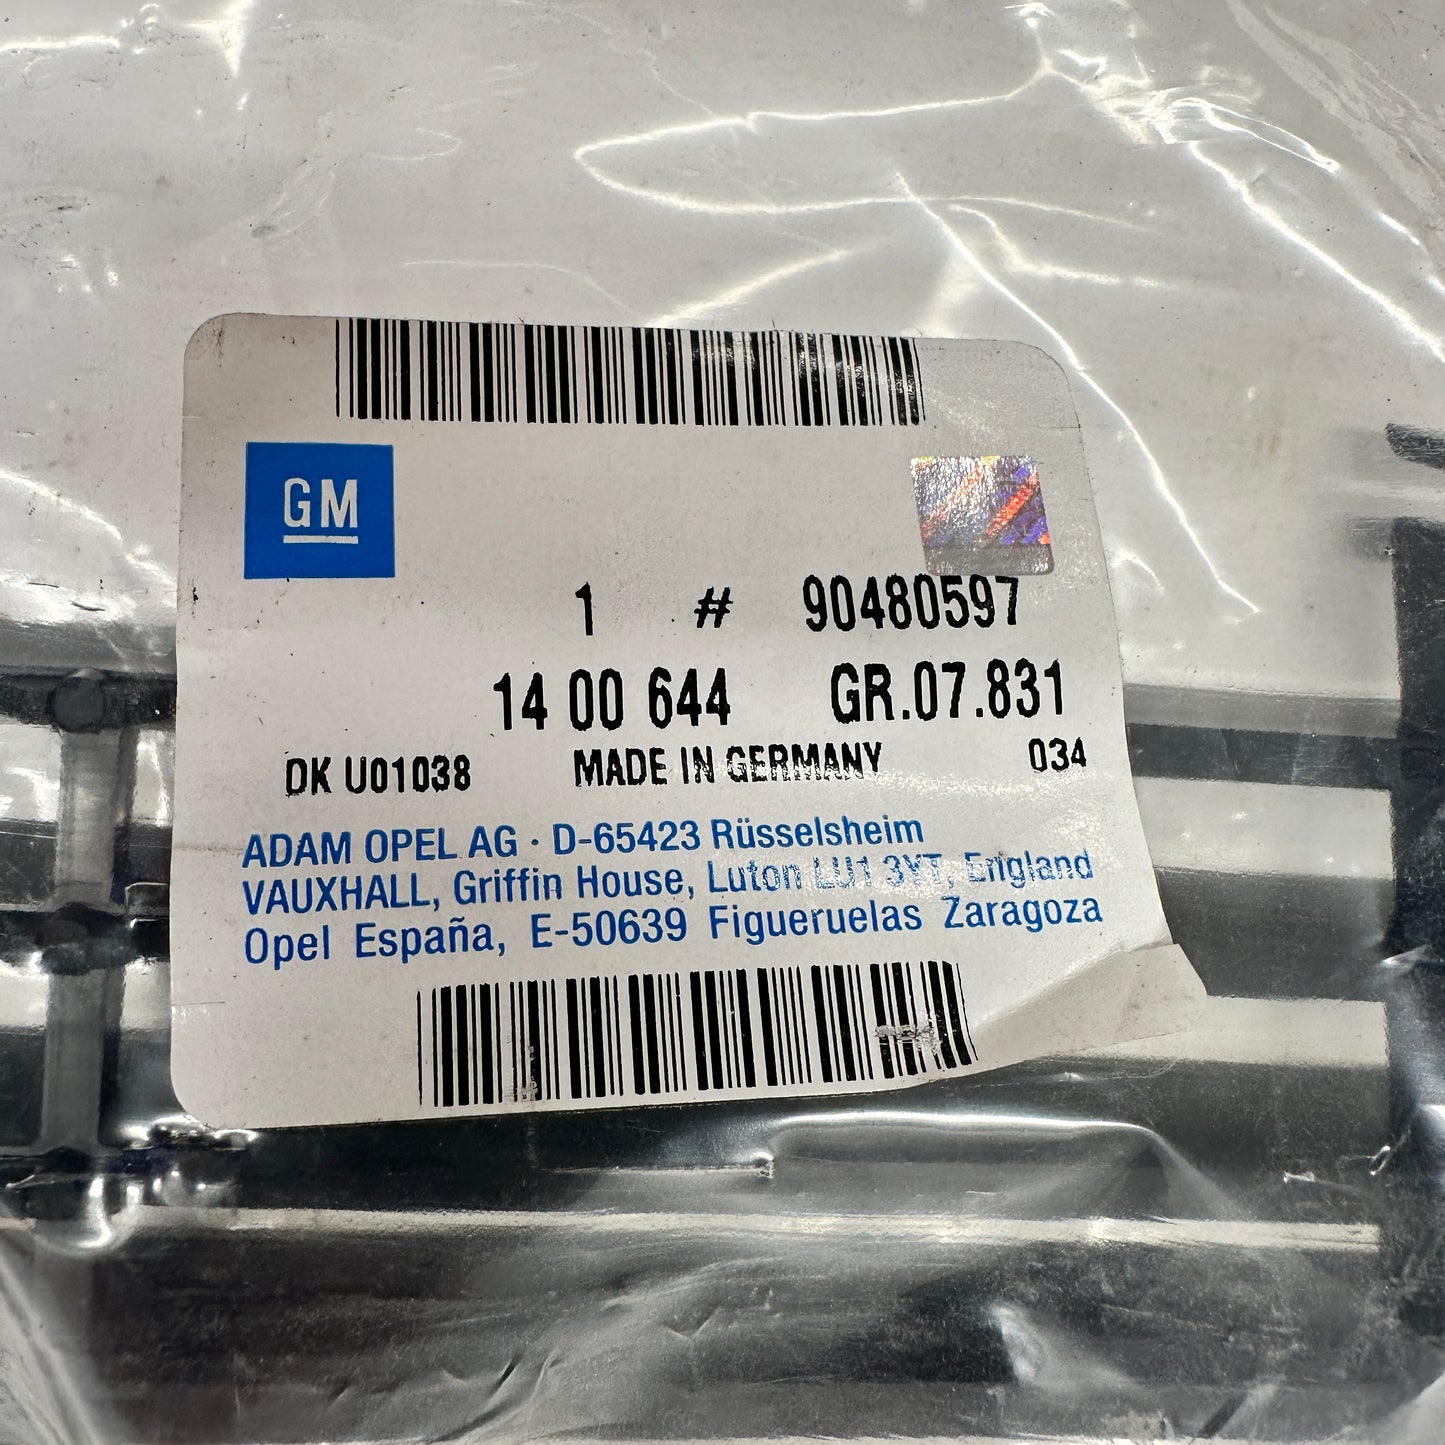 GM
1 # 90480597
14 00 644 GR.07.831
DK U01038 MADE IN GERMANY 034
ADAM OPEL AG · D-65423 Rüsselsheim
VAUXHALL, Griffin House, Luton LU1 3YT, England
Opel España, E-50639 Figueruelas Zaragoza